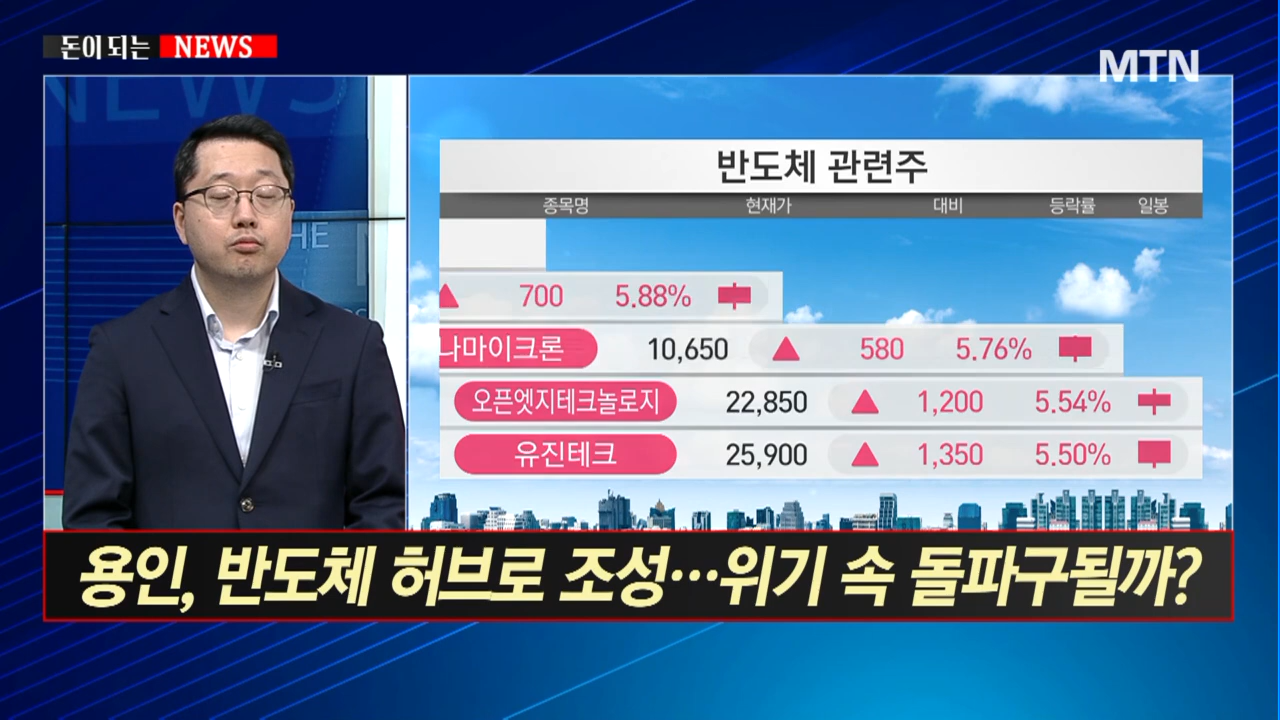 돈이 되는 NEWS
MTN
NEWS
THE
반도체 관련주
종목명 현재가 대비 등락률 일봉
▲ 700 5.88%
나마이크론 10,650 ▲ 580 5.76%
오픈엣지테크놀로지 22,850 ▲ 1,200 5.54%
유진테크 25,900 ▲ 1,350 5.50%
용인, 반도체 허브로 조성…위기 속 돌파구될까?